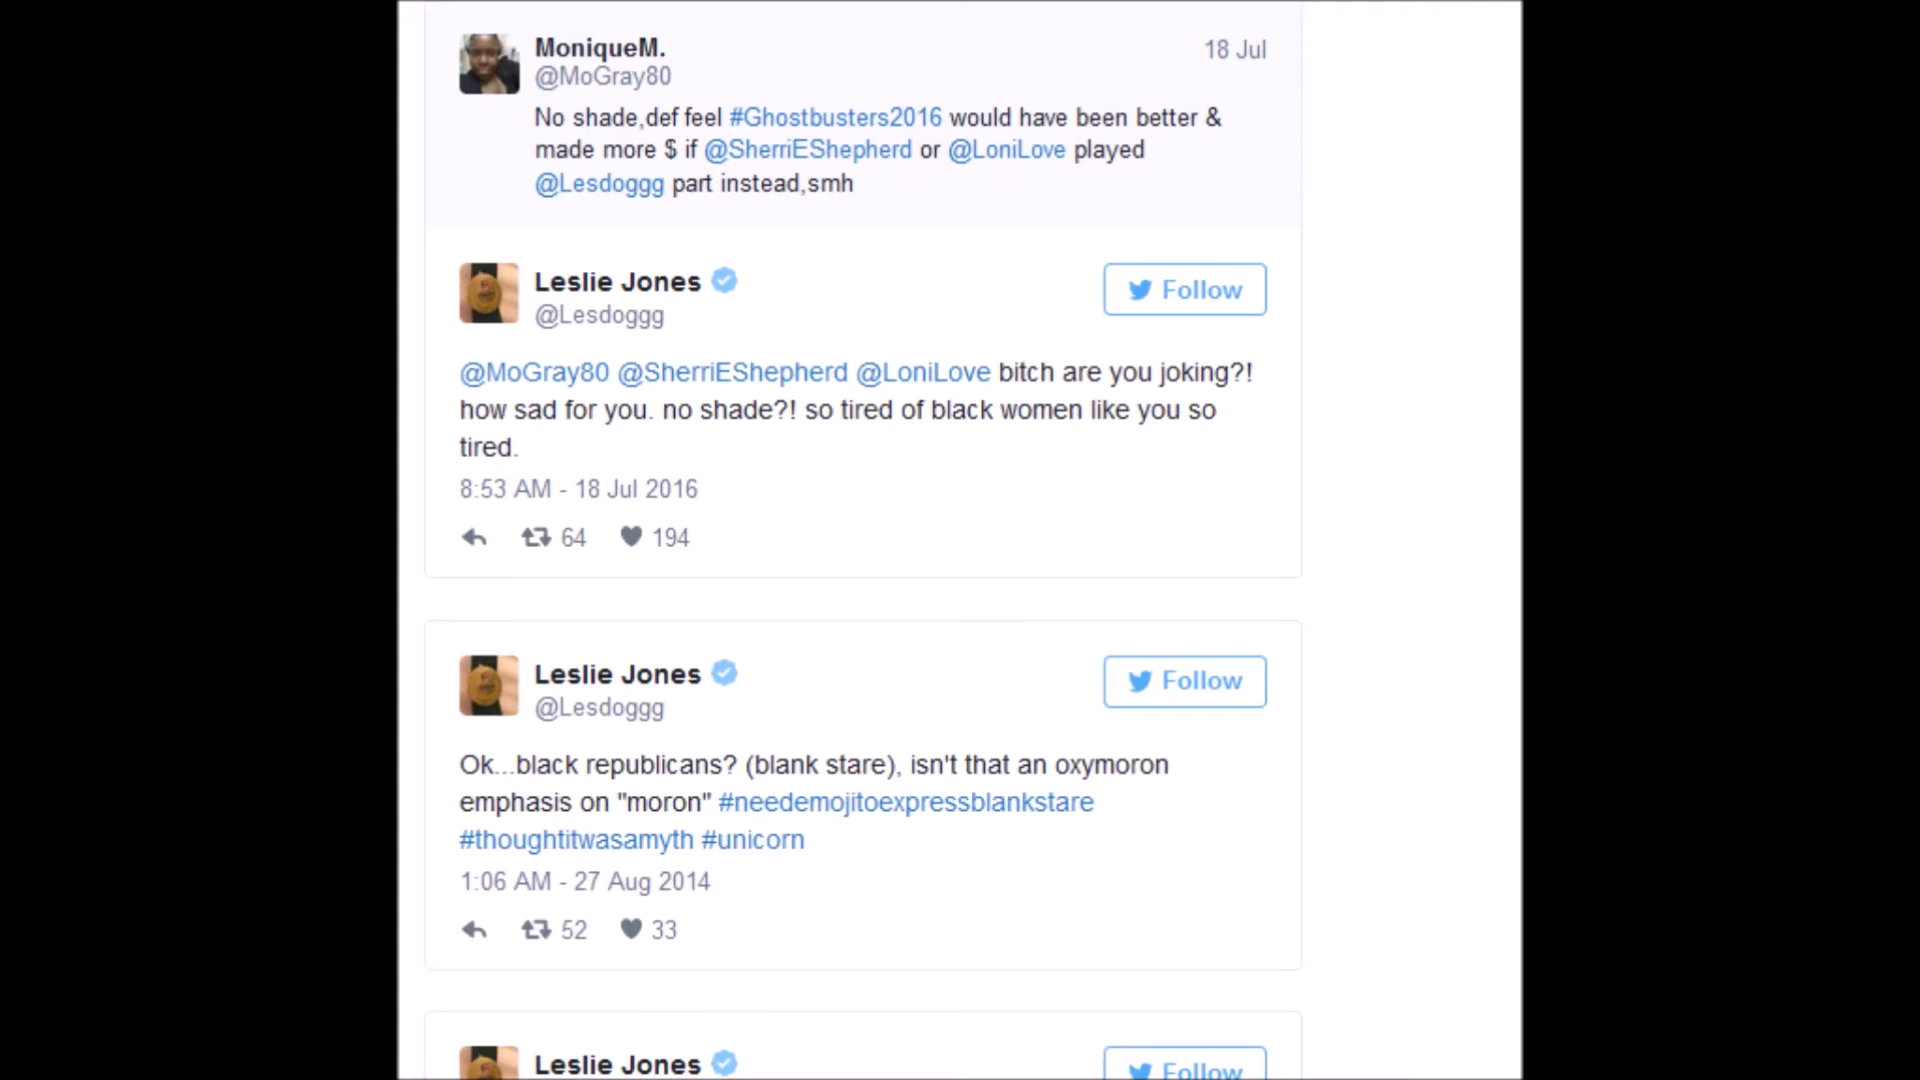 MoniqueM.
18 Jul
@MoGray80
No shade,def feel #Ghostbusters2016 would have been better &
made more $ if @SherriEShepherd or @LoniLove played
@Lesdoggg part instead,smh
Leslie Jones
Follow
@Lesdoggg
@MoGray80 @SherriEShepherd @LoniLove bitch are you joking?!
how sad for you. no shade?! so tired of black women like you so
tired.
8:53 AM - 18 Jul 2016
64 194
Leslie Jones
Follow
@Lesdoggg
Ok...black republicans? (blank stare), isn't that an oxymoron
emphasis on "moron" #needemojitoexpressblankstare
#thoughtitwasamyth #unicorn
1:06 AM - 27 Aug 2014
52 33
Leslie Jones
Follow